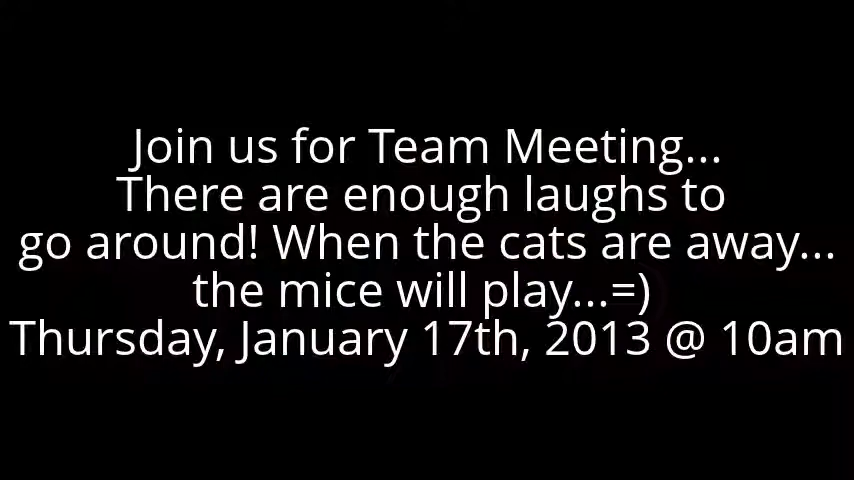 Join us for Team Meeting...
There are enough laughs to
go around! When the cats are away...
the mice will play...=)
Thursday, January 17th, 2013 @ 10am